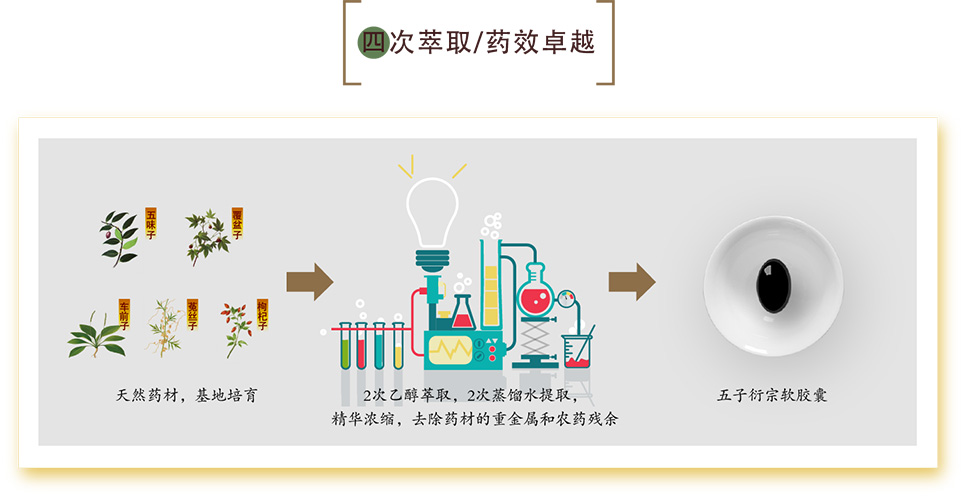 四次萃取/药效卓越
五味子
覆盆子
车前子
菟丝子
枸杞子
天然药材，基地培育
2次乙醇萃取，2次蒸馏水提取，
精华浓缩，去除药材的重金属和农药残余
五子衍宗软胶囊